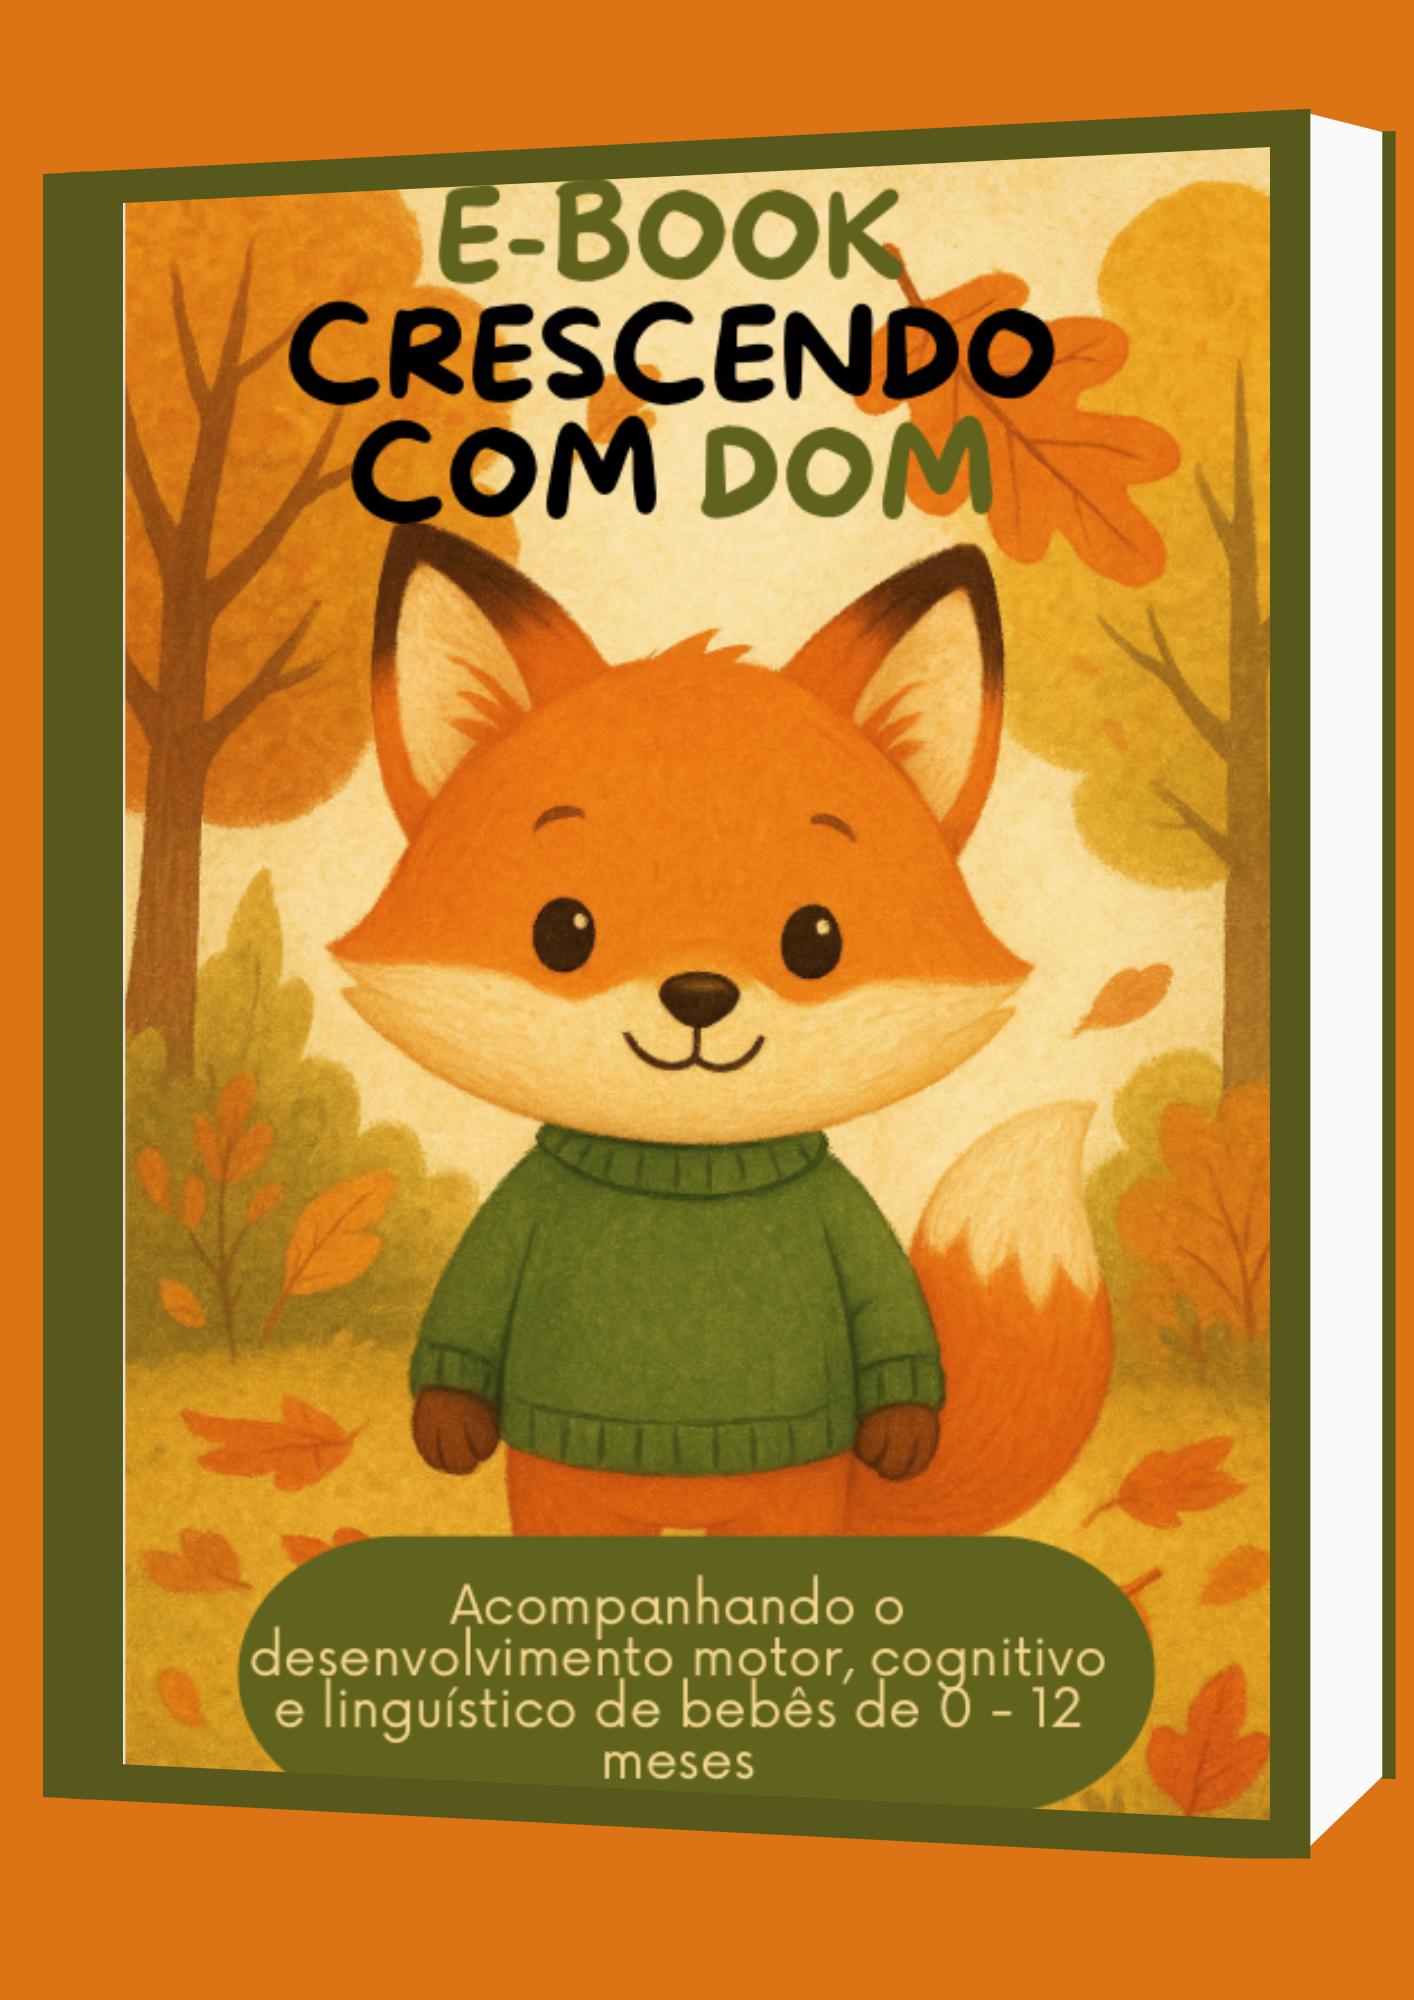 E-BOOK
CRESCENDO
COM DOM
Acompanhando o
desenvolvimento motor, cognitivo
e linguístico de bebês de 0 - 12
meses